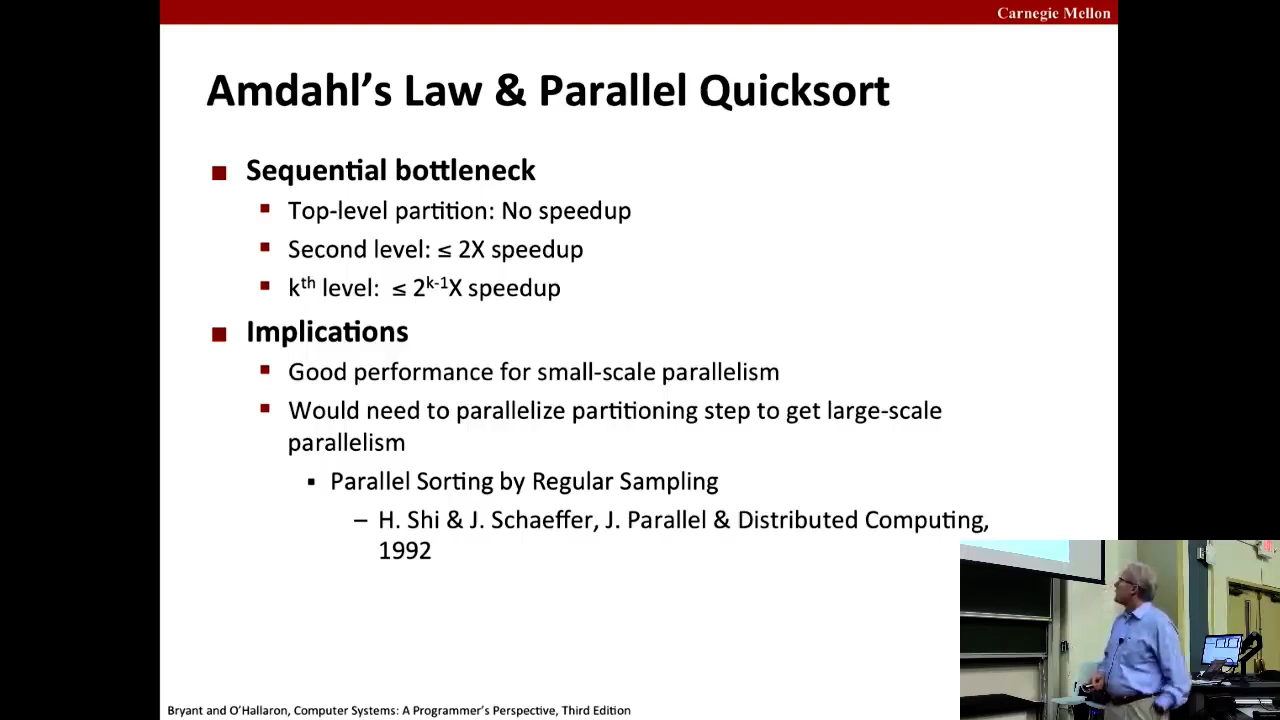 Carnegie Mellon
Amdahl’s Law & Parallel Quicksort
■ Sequential bottleneck
▪ Top-level partition: No speedup
▪ Second level: ≤ 2X speedup
▪ kth level: ≤ 2k-1X speedup
■ Implications
▪ Good performance for small-scale parallelism
▪ Would need to parallelize partitioning step to get large-scale
parallelism
▪ Parallel Sorting by Regular Sampling
– H. Shi & J. Schaeffer, J. Parallel & Distributed Computing,
1992
Bryant and O’Hallaron, Computer Systems: A Programmer’s Perspective, Third Edition